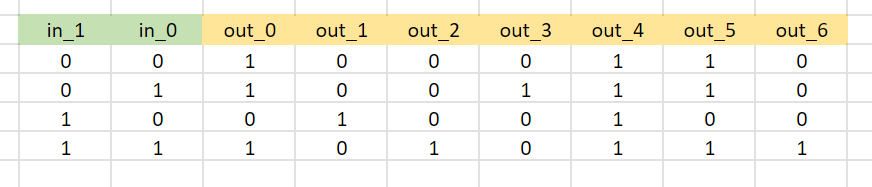 in_1 in_0 out_0 out_1 out_2 out_3 out_4 out_5 out_6
0 0 1 0 0 0 1 1 0
0 1 1 0 0 1 1 1 0
1 0 0 1 0 0 1 0 0
1 1 1 0 1 0 1 1 1